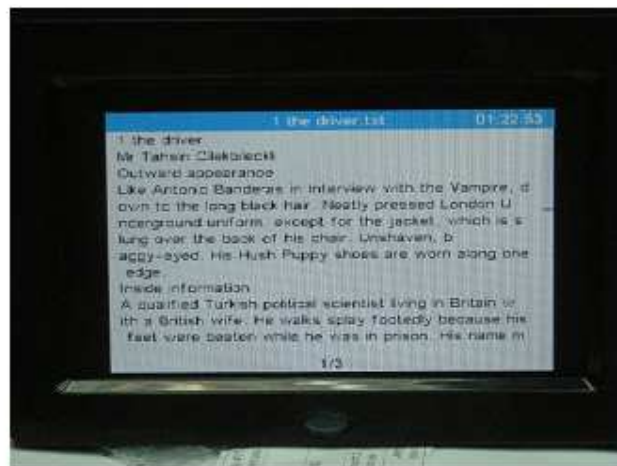 1 the driver.txt 01:22:53
1 the driver
Mr Tahsin
Outward appearance
Like Antonio Banderas in Interview with the Vampire, d
own to the long black hair. Neatly pressed London U
nderground uniform, except for the jacket, which is s
lung over the back of his chair. Unshaven, b
aggy-eyed. His Hush Puppy shoes are worn along one
edge.
Inside information
A qualified Turkish political scientist living in Britain w
ith a British wife. He walks splay footedly because his
feet were beaten while he was in prison. His name m
1/3